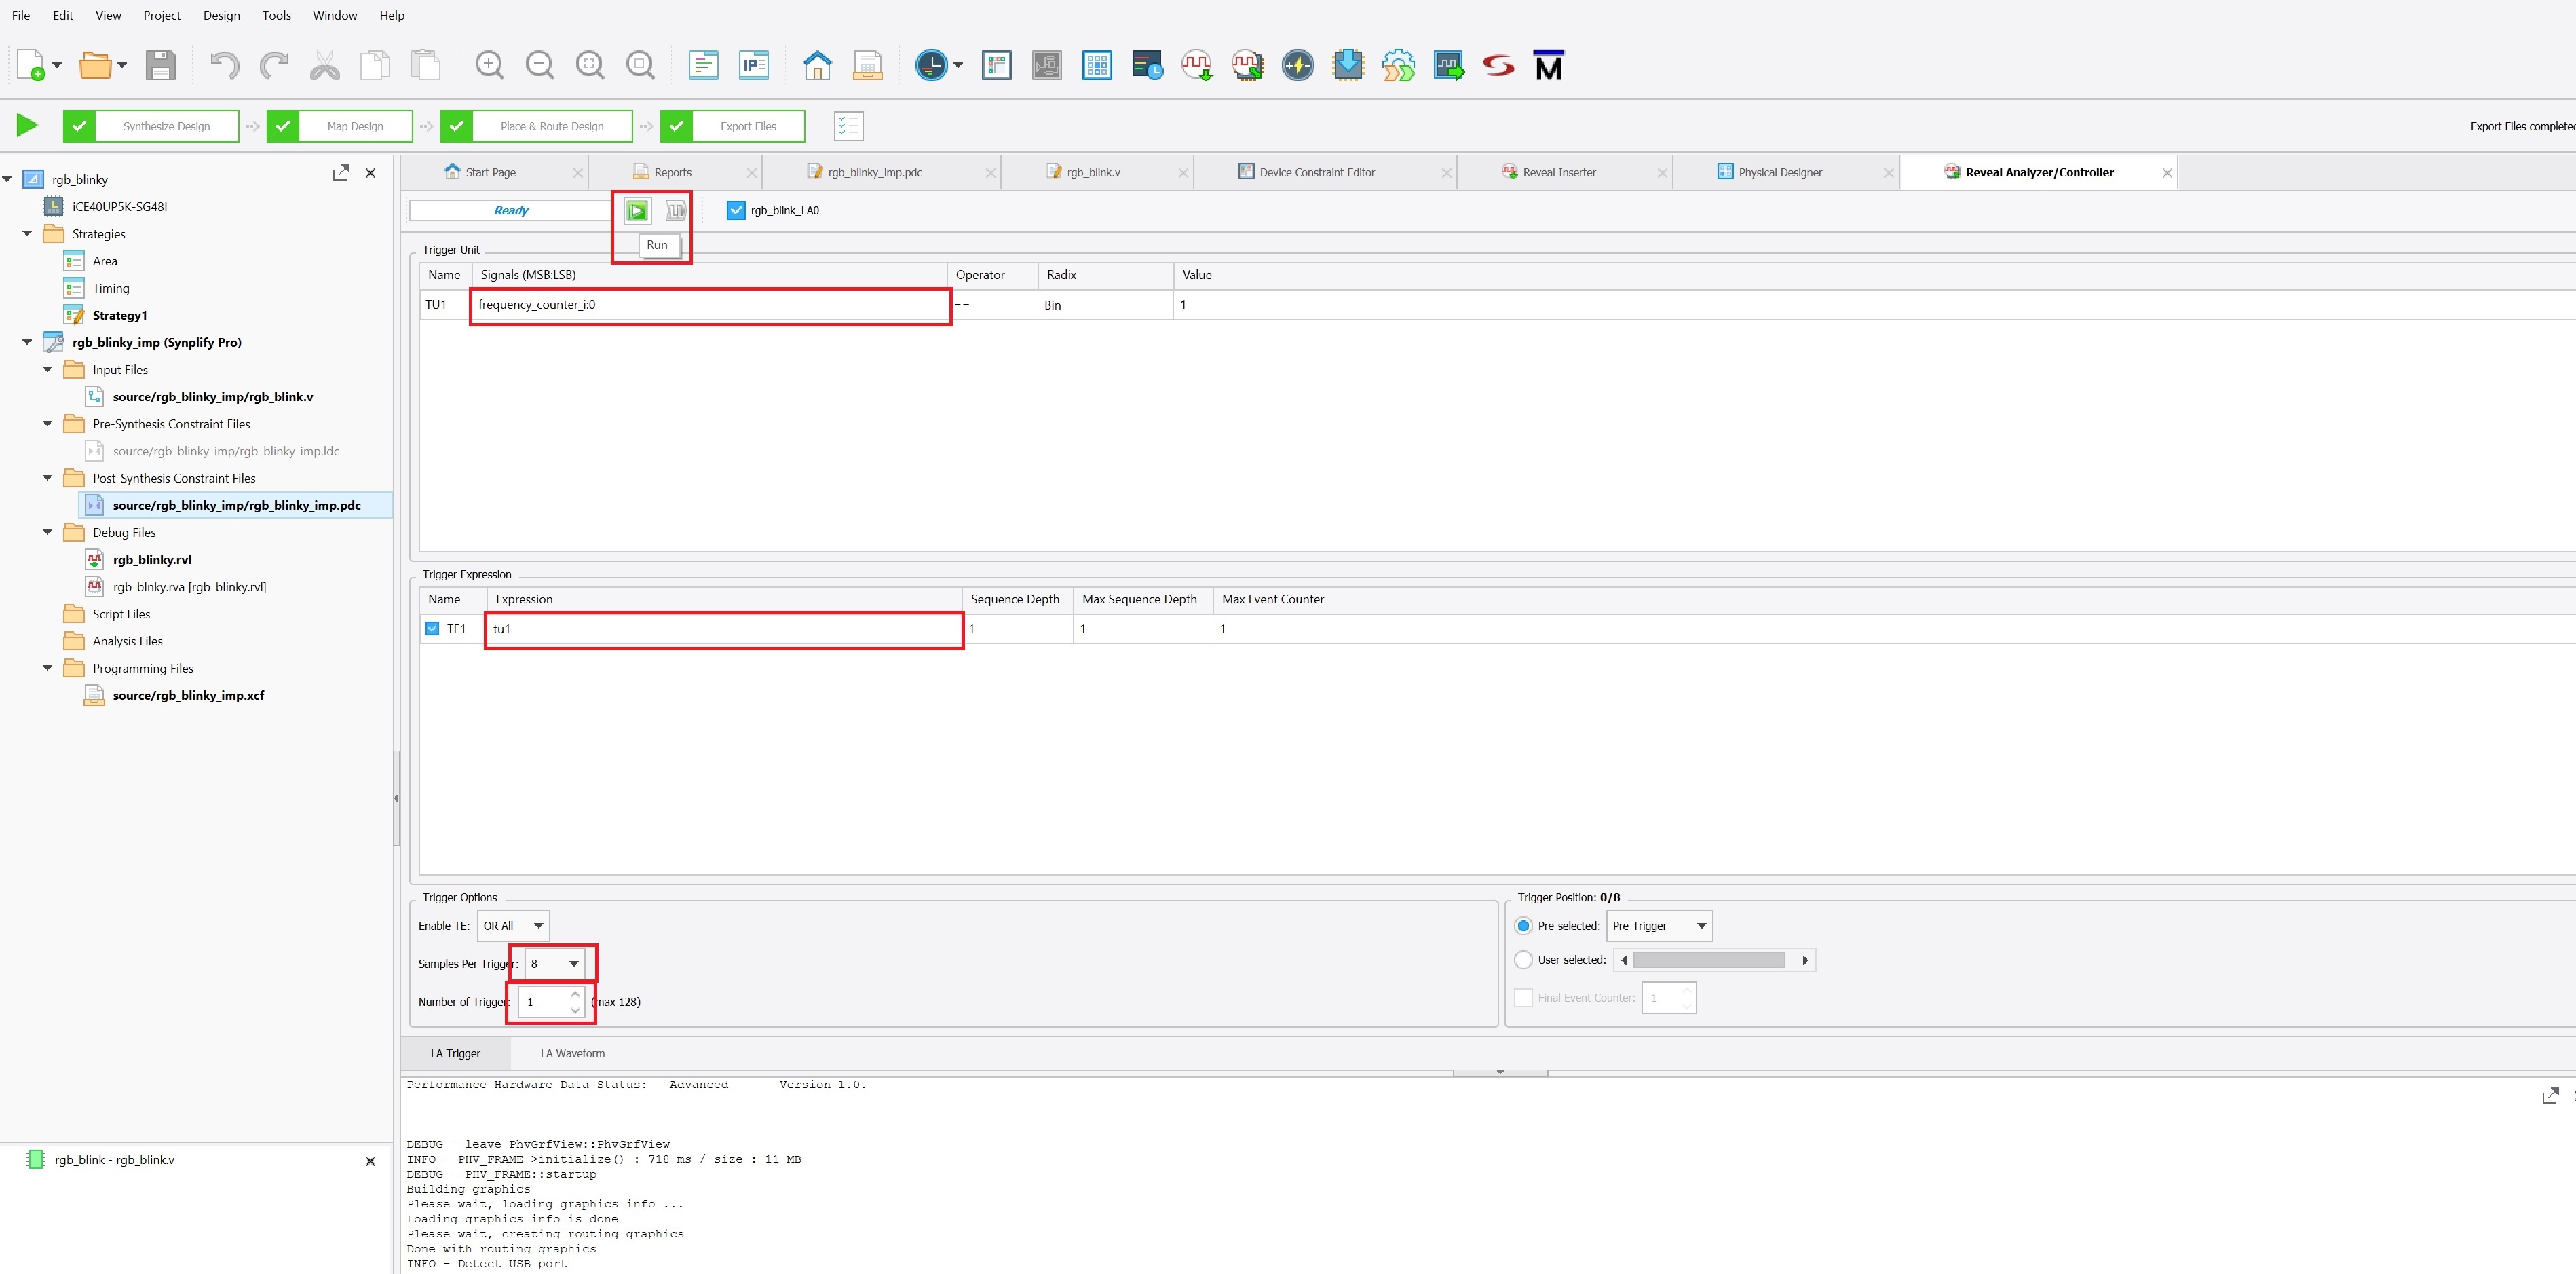 File Edit View Project Design Tools Window Help
IP
M
Synthesize Design Map Design Place & Route Design Export Files
Export Files completed
rgb_blinky
iCE40UP5K-SG48I
Strategies
Area
Timing
Strategy1
rgb_blinky_imp (Synplify Pro)
Input Files
source/rgb_blinky_imp/rgb_blink.v
Pre-Synthesis Constraint Files
source/rgb_blinky_imp/rgb_blinky_imp.ldc
Post-Synthesis Constraint Files
source/rgb_blinky_imp/rgb_blinky_imp.pdc
Debug Files
rgb_blinky.rvl
rgb_blnky.rva [rgb_blinky.rvl]
Script Files
Analysis Files
Programming Files
source/rgb_blinky_imp.xcf
rgb_blink - rgb_blink.v
Start Page Reports rgb_blinky_imp.pdc rgb_blink.v Device Constraint Editor Reveal Inserter Physical Designer Reveal Analyzer/Controller
Ready rgb_blink_LA0
Run
Trigger Unit
Name Signals (MSB:LSB) Operator Radix Value
TU1 frequency_counter_i:0 == Bin 1
Trigger Expression
Name Expression Sequence Depth Max Sequence Depth Max Event Counter
TE1 tu1 1 1 1
Trigger Options
Enable TE: OR All
Samples Per Trigger: 8
Number of Trigger: 1 (max 128)
Trigger Position: 0/8
Pre-selected: Pre-Trigger
User-selected:
Final Event Counter: 1
LA Trigger LA Waveform
Performance Hardware Data Status: Advanced Version 1.0.
DEBUG - leave PhvGrfView::PhvGrfView
INFO - PHV_FRAME->initialize() : 718 ms / size : 11 MB
DEBUG - PHV_FRAME::startup
Building graphics
Please wait, loading graphics info ...
Loading graphics info is done
Please wait, creating routing graphics
Done with routing graphics
INFO - Detect USB port